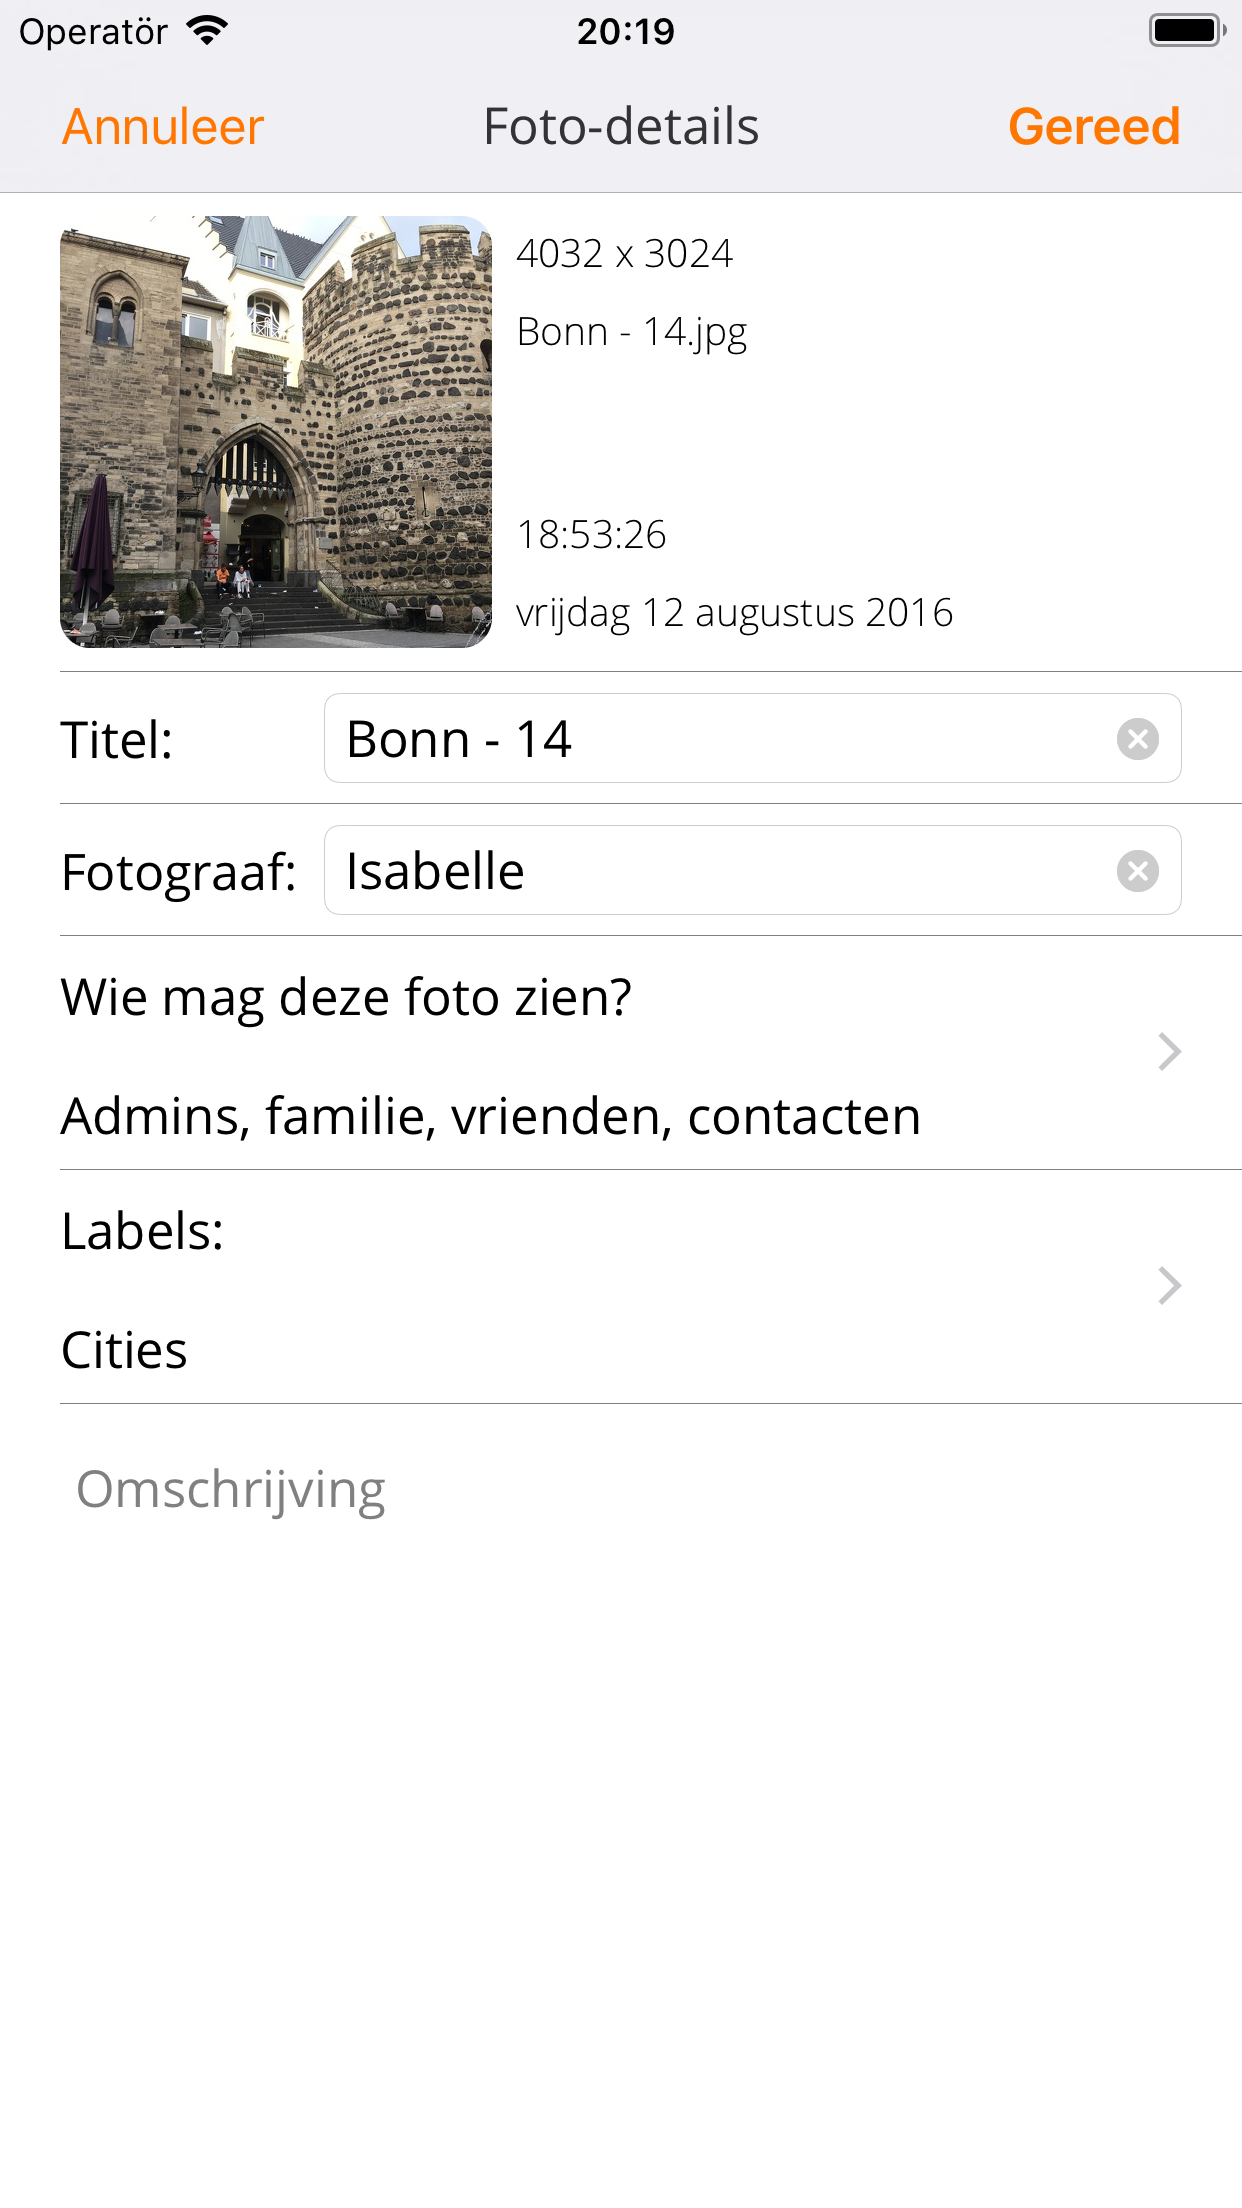 Operatör 20:19
Annuleer Foto-details Gereed
4032 x 3024
Bonn - 14.jpg
18:53:26
vrijdag 12 augustus 2016
Titel: Bonn - 14
Fotograaf: Isabelle
Wie mag deze foto zien?
Admins, familie, vrienden, contacten
Labels:
Cities
Omschrijving